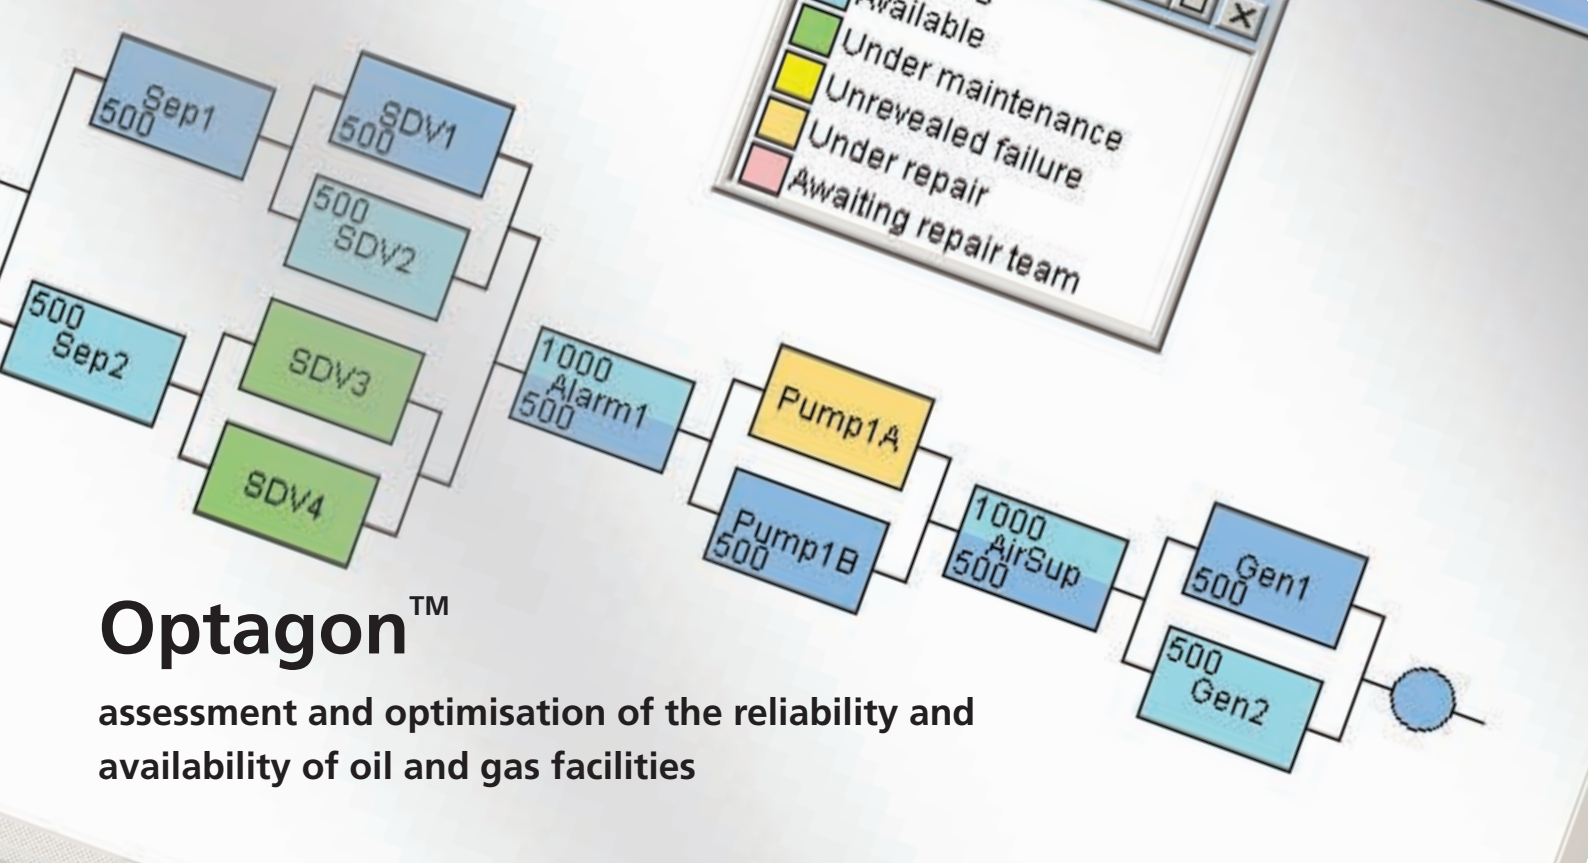 Available
Under maintenance
Unrevealed failure
Under repair
Awaiting repair team
Sep1
500
SDV1
500
500
SDV2
500
Sep2
SDV3
SDV4
1000
Alarm1
500
Pump1A
Pump1B
500
1000
AirSup
500
Gen1
500
500
Gen2
Optagon™
assessment and optimisation of the reliability and
availability of oil and gas facilities